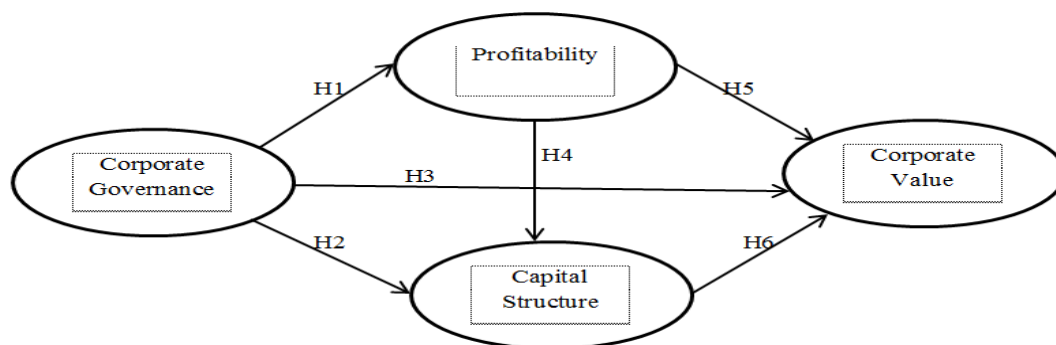 Profitability
H1
H5
H4
Corporate
Governance
H3
Corporate
Value
H2
H6
Capital
Structure